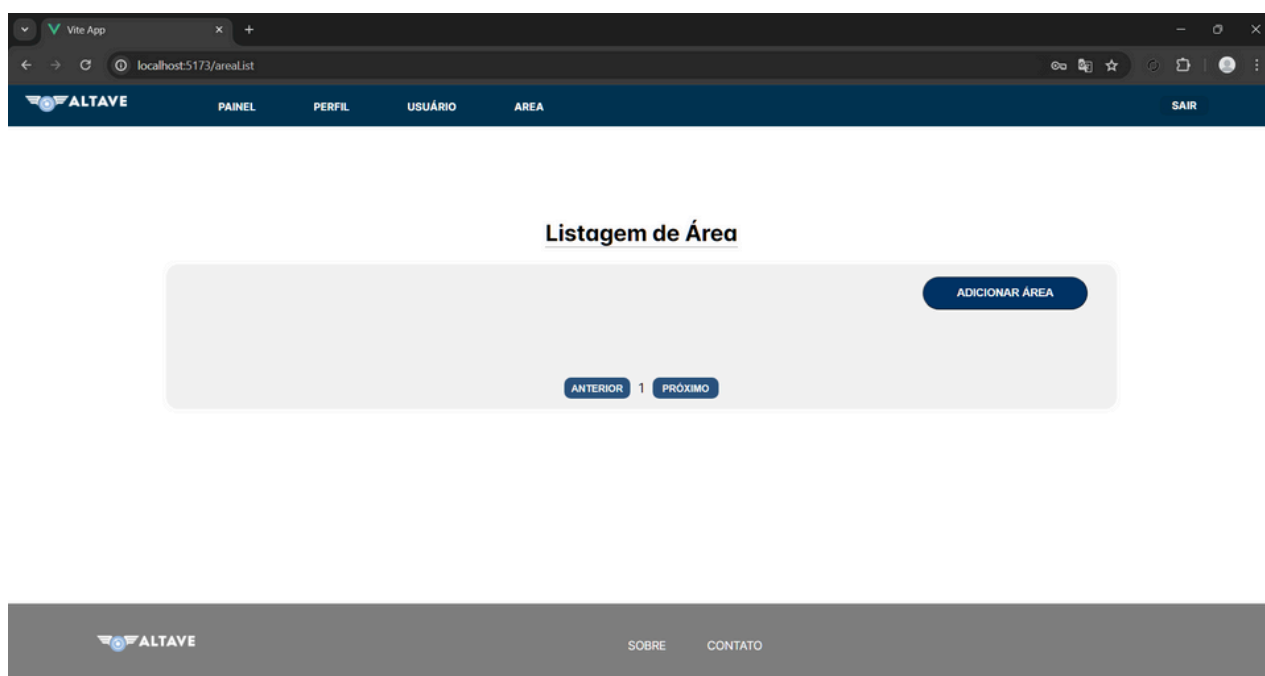 Vite App
localhost:5173/areaList
ALTAVE PAINEL PERFIL USUÁRIO AREA SAIR
Listagem de Área
ADICIONAR ÁREA
ANTERIOR 1 PRÓXIMO
ALTAVE SOBRE CONTATO